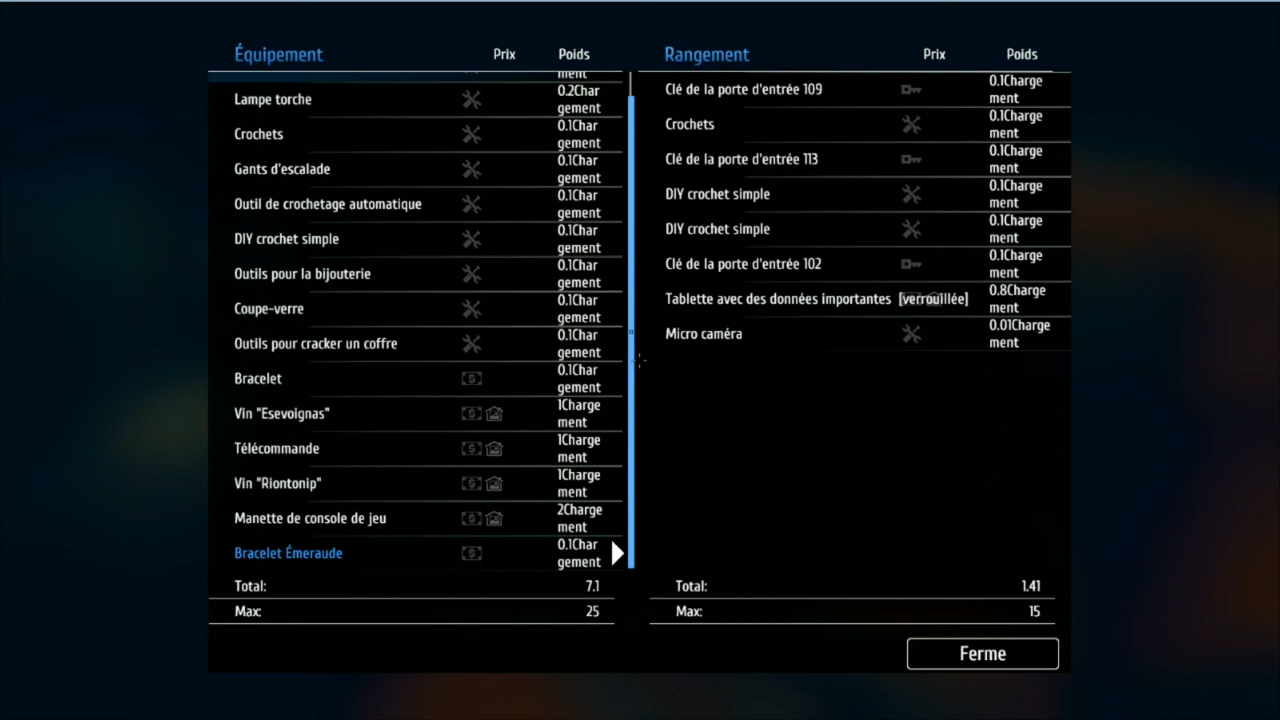 Équipement Prix Poids
ment
Lampe torche 0.2Char
gement
Crochets 0.1Char
gement
Gants d'escalade 0.1Char
gement
Outil de crochetage automatique 0.1Char
gement
DIY crochet simple 0.1Char
gement
Outils pour la bijouterie 0.1Char
gement
Coupe-verre 0.1Char
gement
Outils pour cracker un coffre 0.1Char
gement
Bracelet 0.1Char
gement
Vin "Esevoignas" 1Charge
ment
Télécommande 1Charge
ment
Vin "Riontonip" 1Charge
ment
Manette de console de jeu 2Charge
ment
Bracelet Émeraude 0.1Char
gement
Total: 7.1
Max: 25
Rangement Prix Poids
Clé de la porte d'entrée 109 0.1Charge
ment
Crochets 0.1Charge
ment
Clé de la porte d'entrée 113 0.1Charge
ment
DIY crochet simple 0.1Charge
ment
DIY crochet simple 0.1Charge
ment
Clé de la porte d'entrée 102 0.1Charge
ment
Tablette avec des données importantes [verrouillée] 0.8Charge
ment
Micro caméra 0.01Charge
ment
Total: 1.41
Max: 15
Ferme